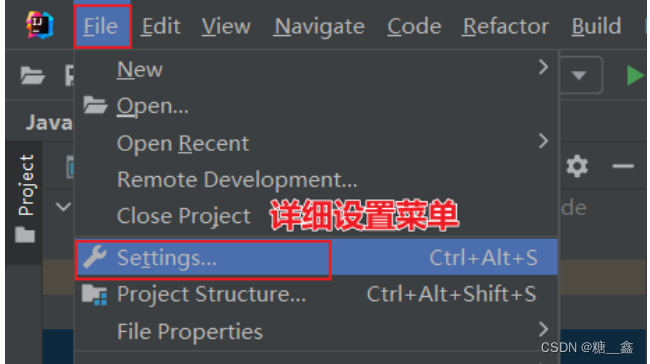 File Edit View Navigate Code Refactor Build
New
Open...
Java
Open Recent
Project
Remote Development...
Close Project 详细设置菜单
de
Settings... Ctrl+Alt+S
Project Structure... Ctrl+Alt+Shift+S
File Properties
CSDN @糖__鑫